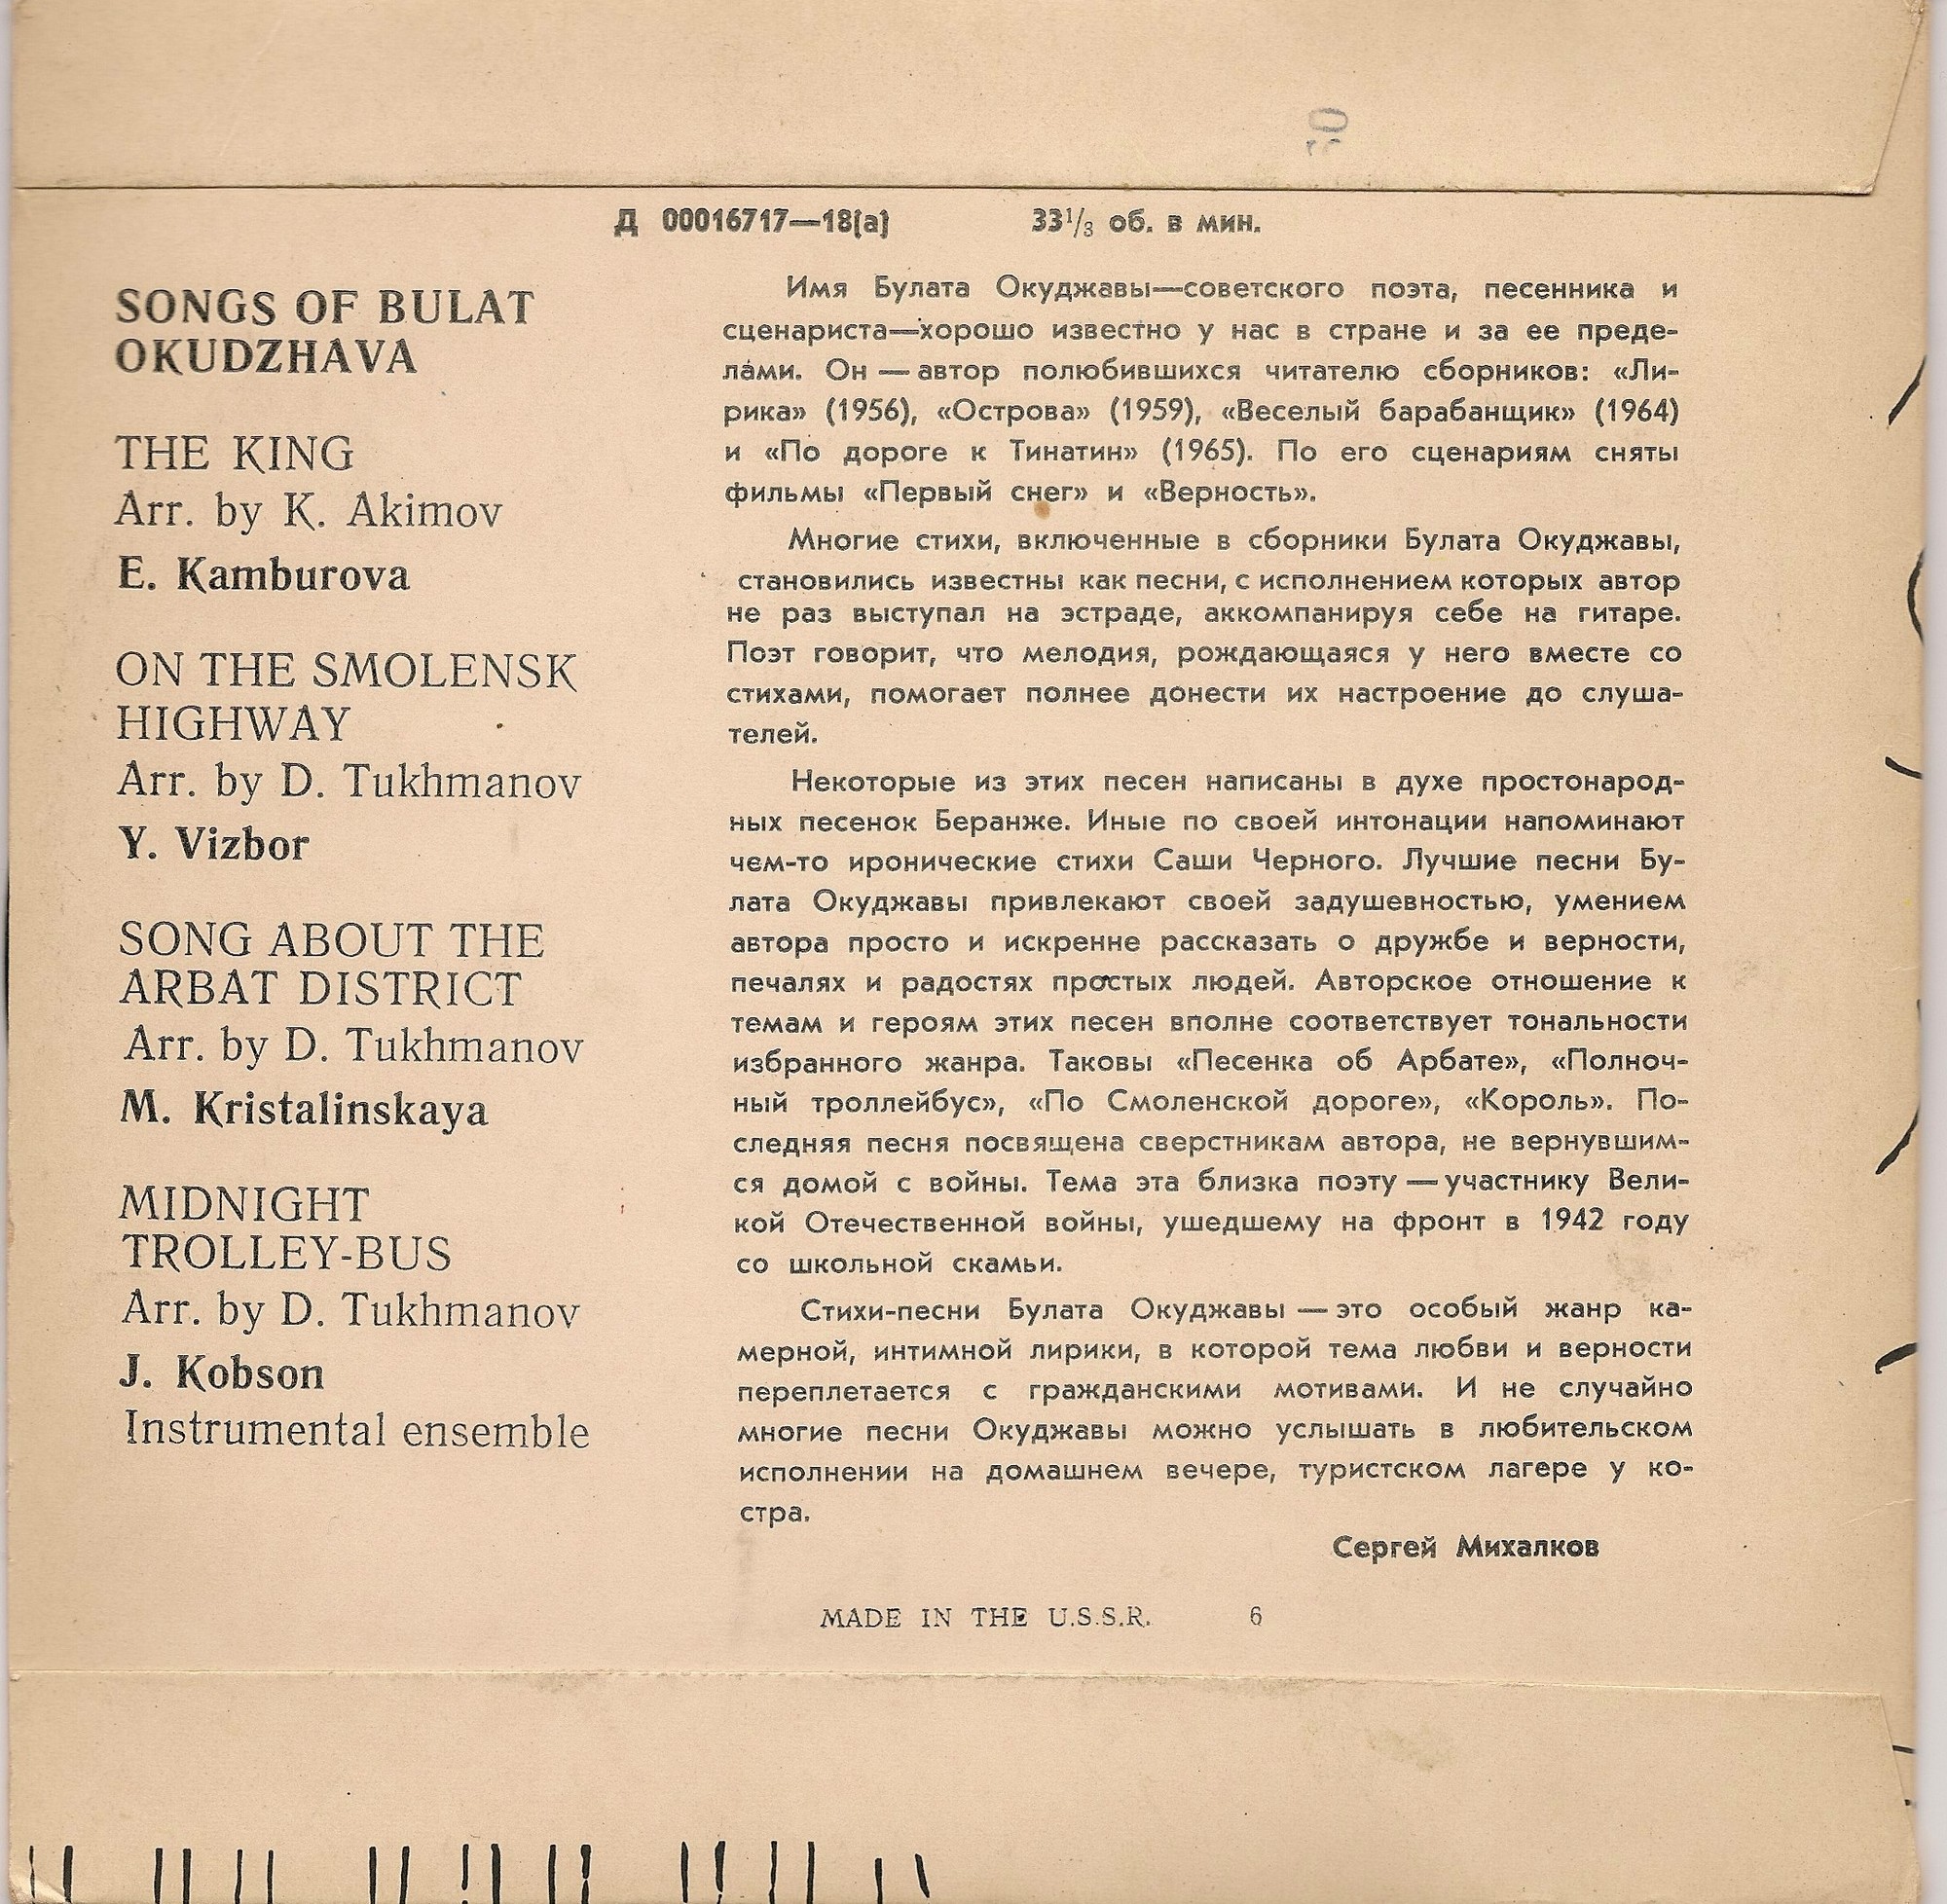 Д 00016717—18(а) 33 1/3 об. в мин.
SONGS OF BULAT
OKUDZHAVA
THE KING
Arr. by K. Akimov
E. Kamburova
ON THE SMOLENSK
HIGHWAY
Arr. by D. Tukhmanov
Y. Vizbor
SONG ABOUT THE
ARBAT DISTRICT
Arr. by D. Tukhmanov
M. Kristalinskaya
MIDNIGHT
TROLLEY-BUS
Arr. by D. Tukhmanov
J. Kobson
Instrumental ensemble
Имя Булата Окуджавы—советского поэта, песенника и
сценариста—хорошо известно у нас в стране и за ее преде-
лами. Он — автор полюбившихся читателю сборников: «Ли-
рика» (1956), «Острова» (1959), «Веселый барабанщик» (1964)
и «По дороге к Тинатин» (1965). По его сценариям сняты
фильмы «Первый снег» и «Верность».
Многие стихи, включенные в сборники Булата Окуджавы,
становились известны как песни, с исполнением которых автор
не раз выступал на эстраде, аккомпанируя себе на гитаре.
Поэт говорит, что мелодия, рождающаяся у него вместе со
стихами, помогает полнее донести их настроение до слуша-
телей.
Некоторые из этих песен написаны в духе простонарод-
ных песенок Беранже. Иные по своей интонации напоминают
чем-то иронические стихи Саши Черного. Лучшие песни Бу-
лата Окуджавы привлекают своей задушевностью, умением
автора просто и искренне рассказать о дружбе и верности,
печалях и радостях простых людей. Авторское отношение к
темам и героям этих песен вполне соответствует тональности
избранного жанра. Таковы «Песенка об Арбате», «Полноч-
ный троллейбус», «По Смоленской дороге», «Король». По-
следняя песня посвящена сверстникам автора, не вернувшим-
ся домой с войны. Тема эта близка поэту — участнику Вели-
кой Отечественной войны, ушедшему на фронт в 1942 году
со школьной скамьи.
Стихи-песни Булата Окуджавы — это особый жанр ка-
мерной, интимной лирики, в которой тема любви и верности
переплетается с гражданскими мотивами. И не случайно
многие песни Окуджавы можно услышать в любительском
исполнении на домашнем вечере, туристском лагере у ко-
стра.
Сергей Михалков
MADE IN THE U.S.S.R. 6